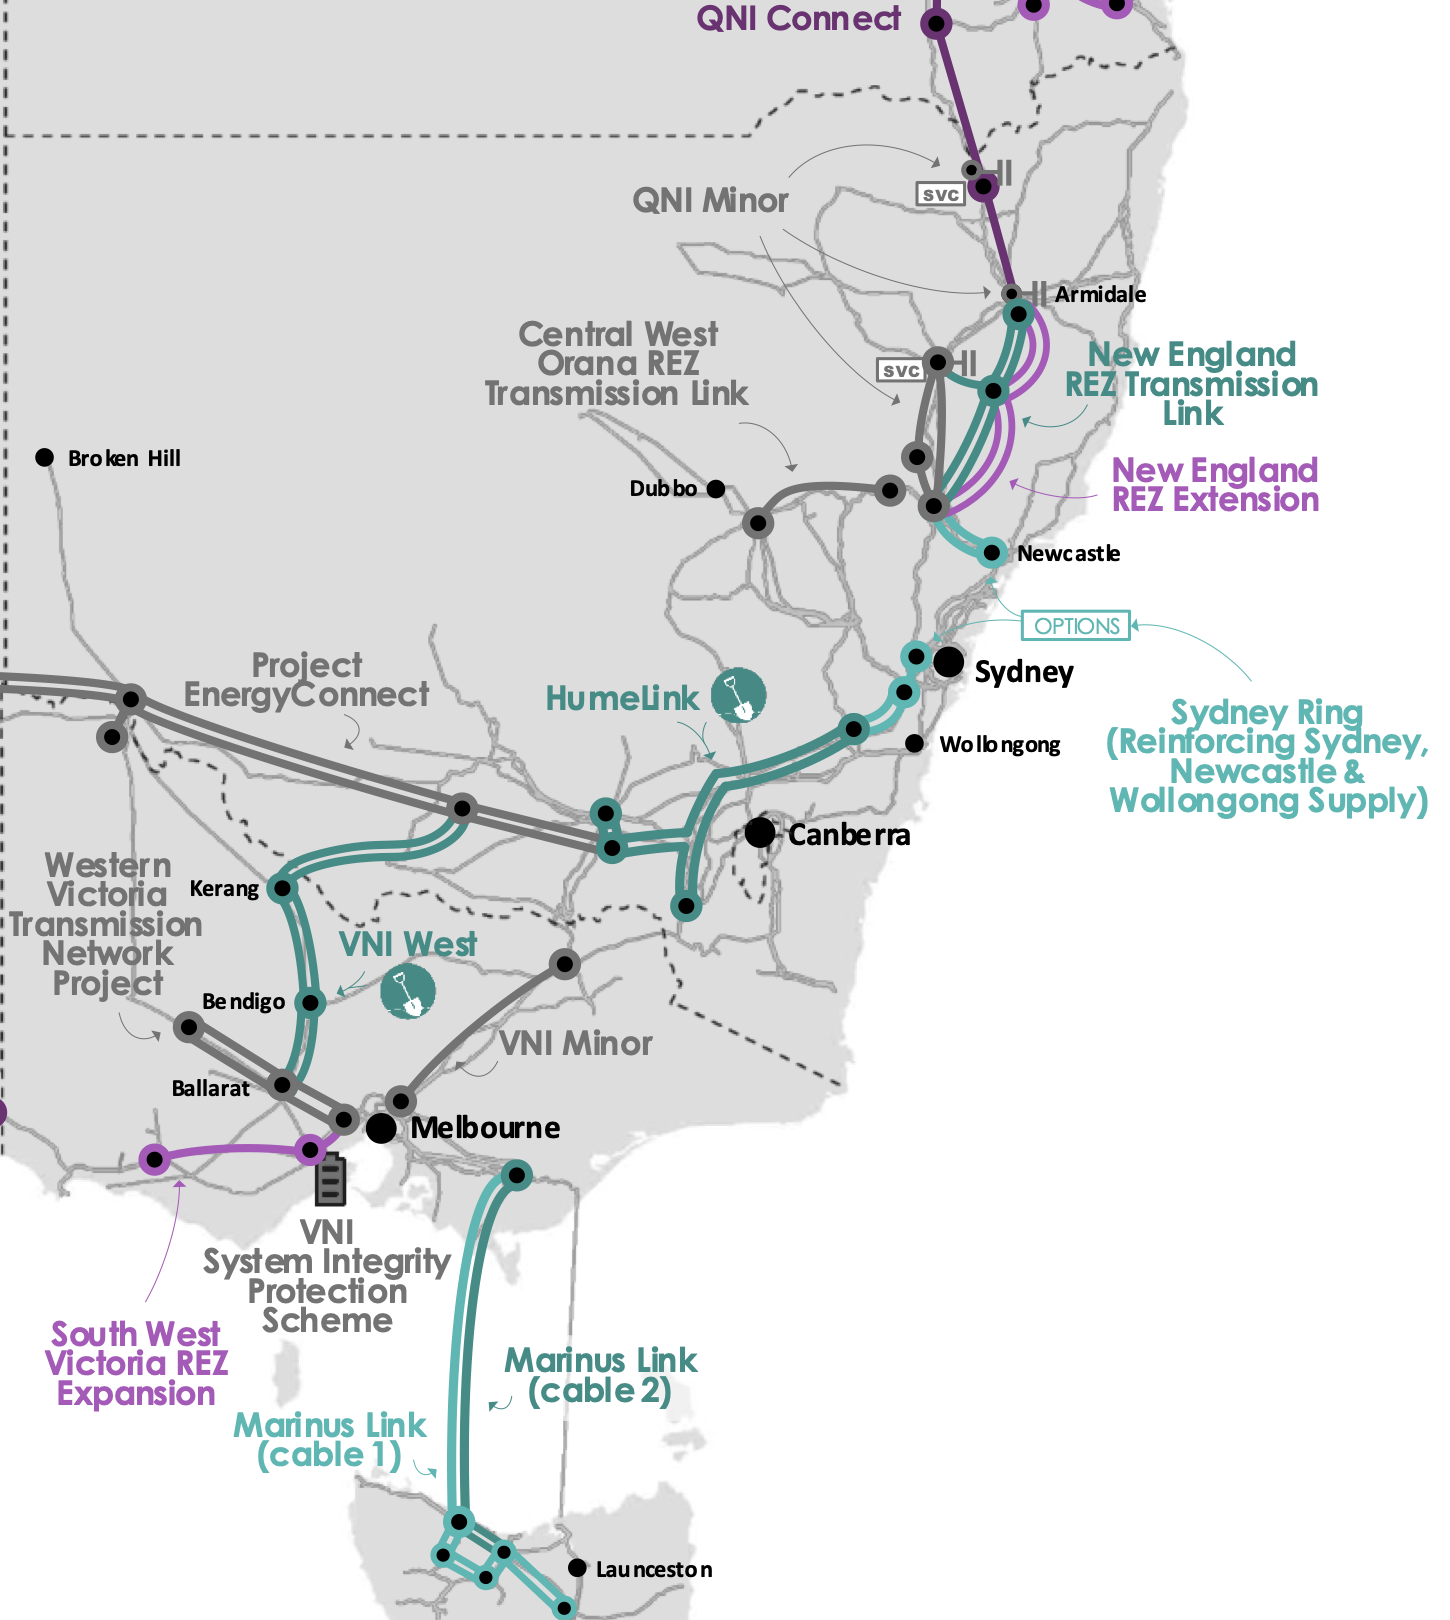 QNI Connect
svc
QNI Minor
Armidale
Central West
Orana REZ
Transmission Link
svc
New England
REZ Transmission
Link
Broken Hill
New England
REZ Extension
Dubbo
Newcastle
OPTIONS
Project
EnergyConnect
HumeLink
Sydney
Wollongong
Sydney Ring
(Reinforcing Sydney,
Newcastle &
Wollongong Supply)
Canberra
Western
Victoria
Transmission
Network
Project
Kerang
VNI West
Bendigo
VNI Minor
Ballarat
Melbourne
VNI
System Integrity
Protection
Scheme
South West
Victoria REZ
Expansion
Marinus Link
(cable 2)
Marinus Link
(cable 1)
Launceston